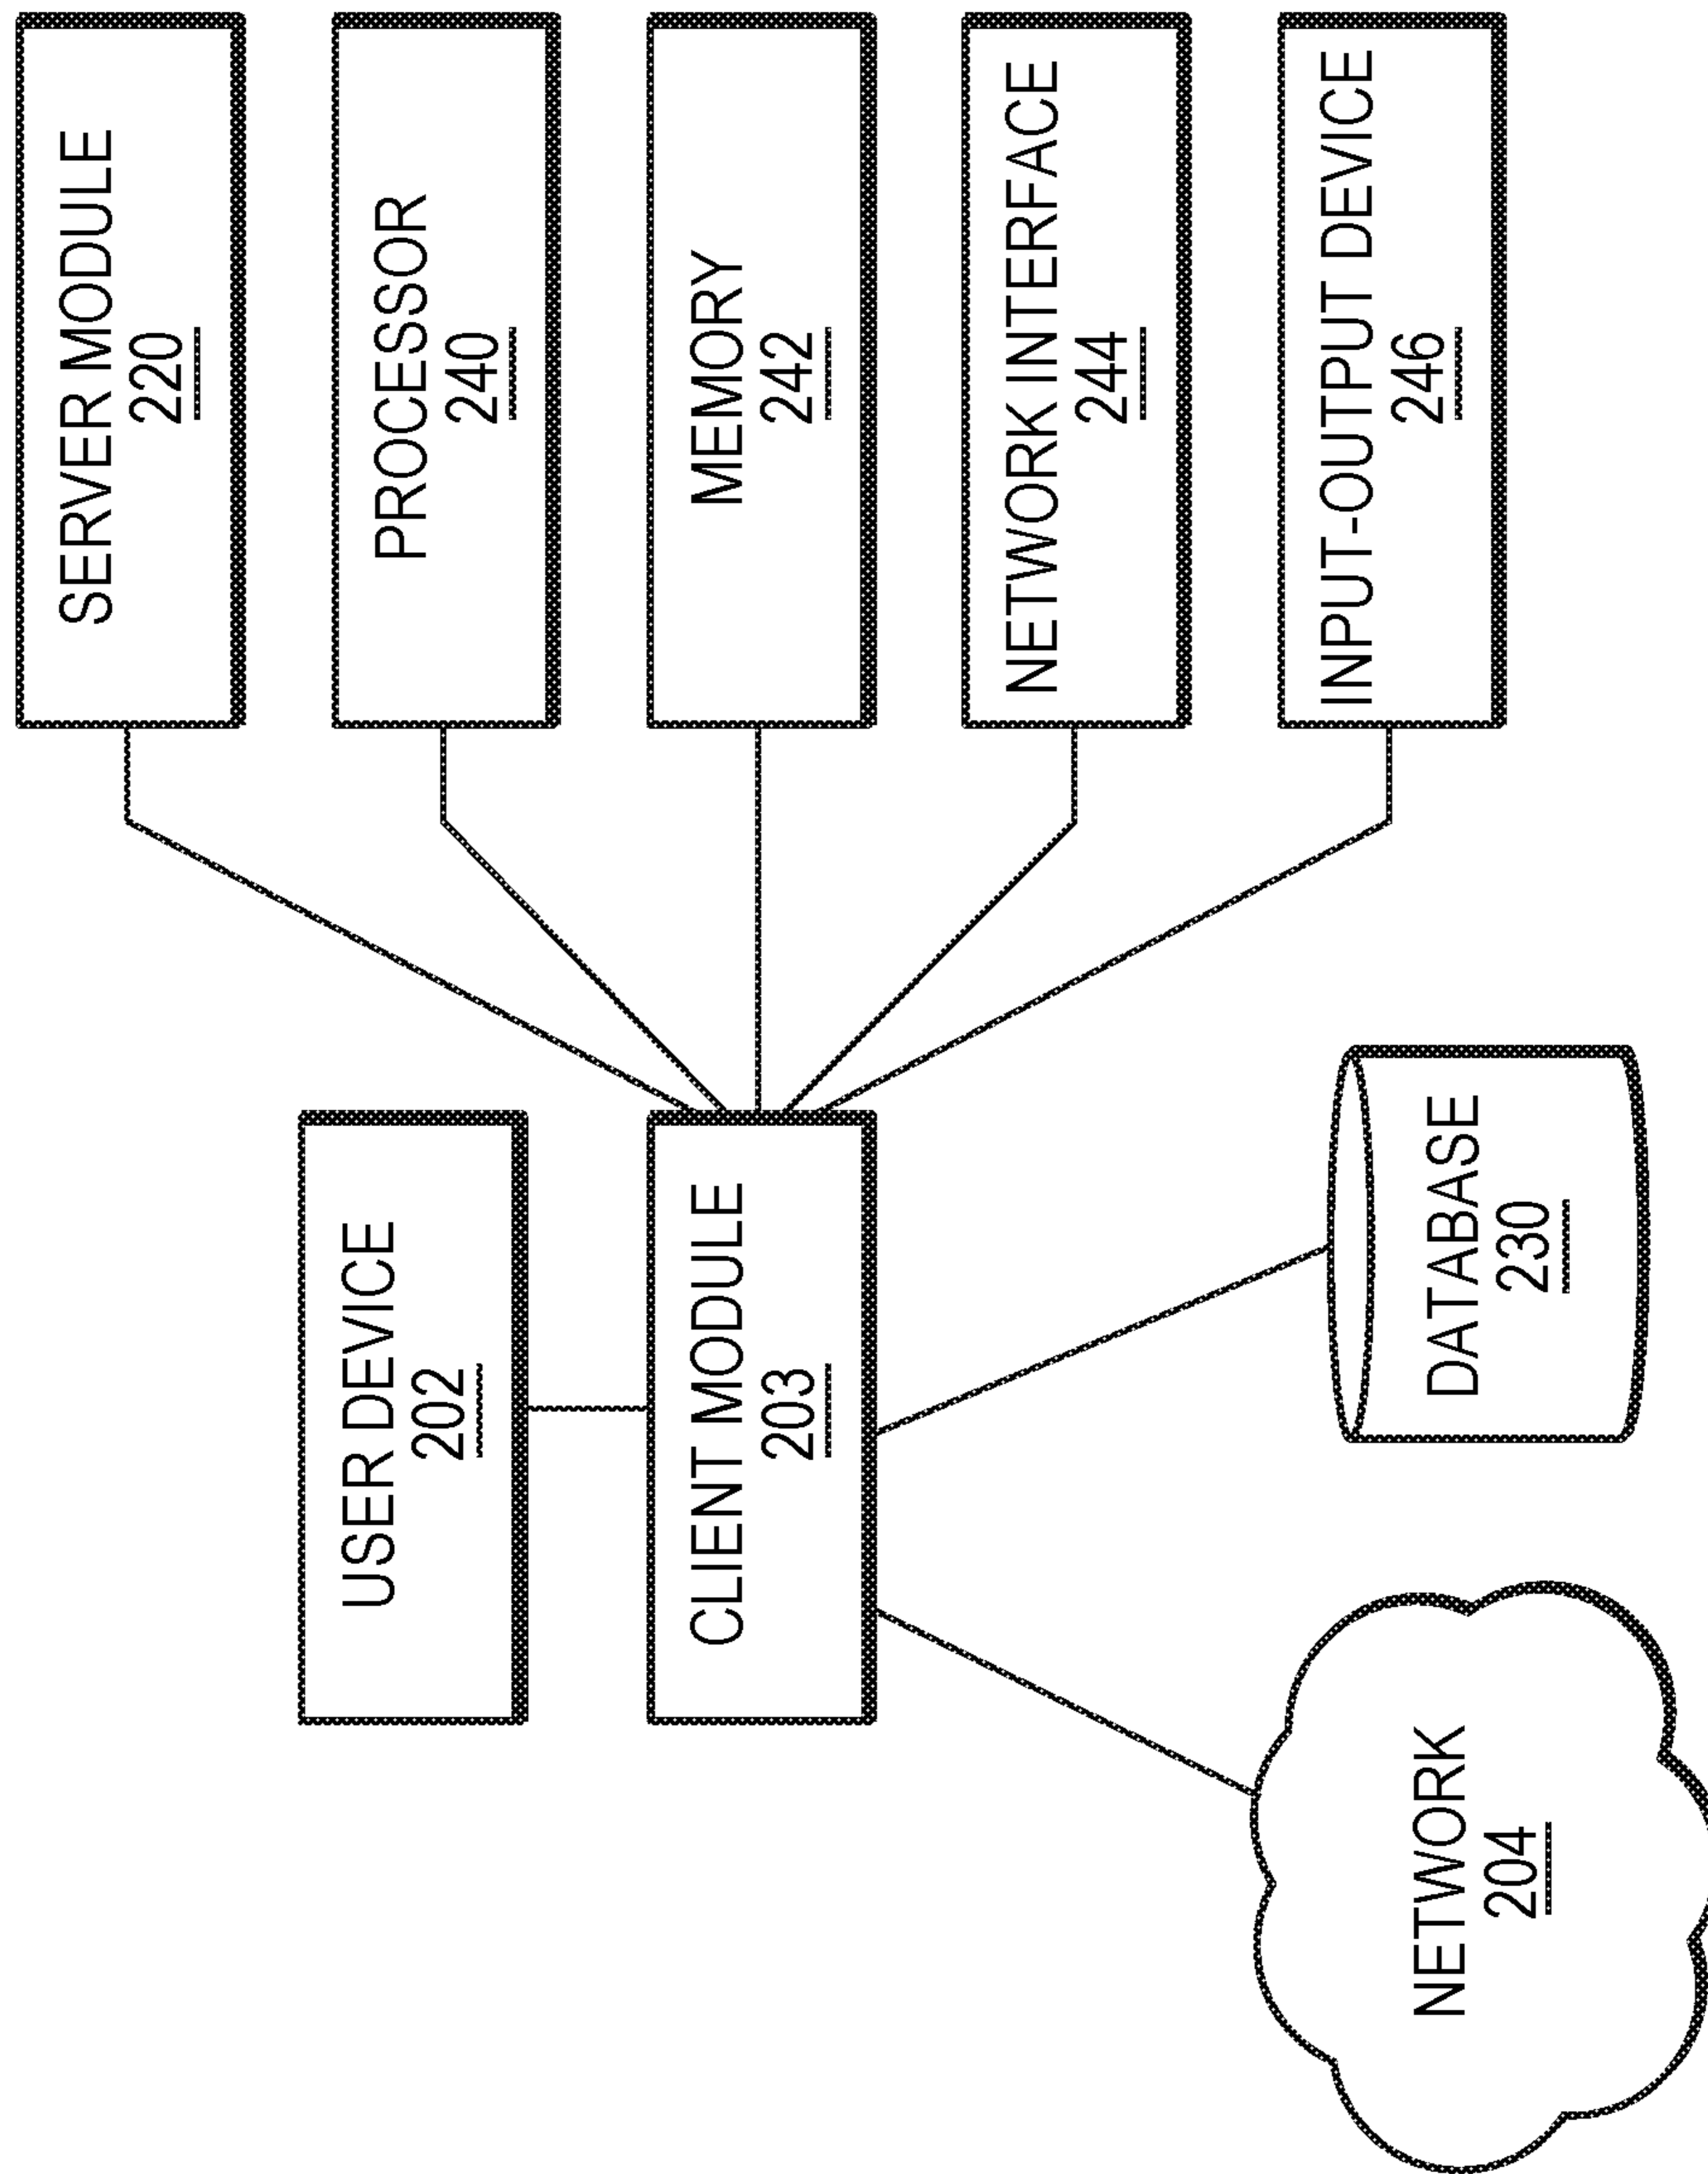 USER DEVICE
202
CLIENT MODULE
203
NETWORK
204
DATABASE
230
SERVER MODULE
220
PROCESSOR
240
MEMORY
242
NETWORK INTERFACE
244
INPUT-OUTPUT DEVICE
246